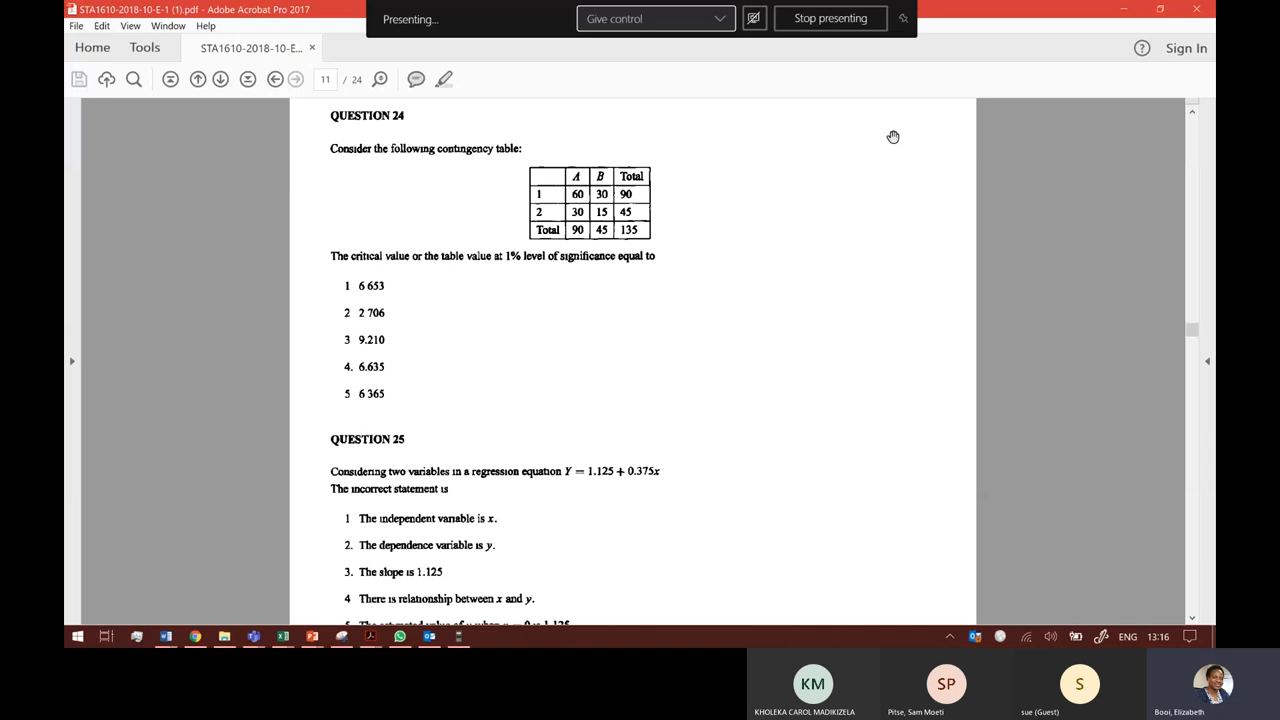 STA1610-2018-10-E-1 (1).pdf - Adobe Acrobat Pro 2017
Presenting...
Give control
Stop presenting
File Edit View Window Help
Home Tools STA1610-2018-10-E... ×
Sign In
11 / 24
QUESTION 24
Consider the following contingency table:
A B Total
1 60 30 90
2 30 15 45
Total 90 45 135
The critical value or the table value at 1% level of significance equal to
1 6 653
2 2 706
3 9.210
4. 6.635
5 6 365
QUESTION 25
Considering two variables in a regression equation Y = 1.125 + 0.375x
The incorrect statement is
1 The independent variable is x.
2. The dependence variable is y.
3. The slope is 1.125
4 There is relationship between x and y.
ENG 13:16
KM
SP
S
KHOLEKA CAROL MADIKIZELA
Pitse, Sam Moeti
sue (Guest)
Booi, Elizabeth